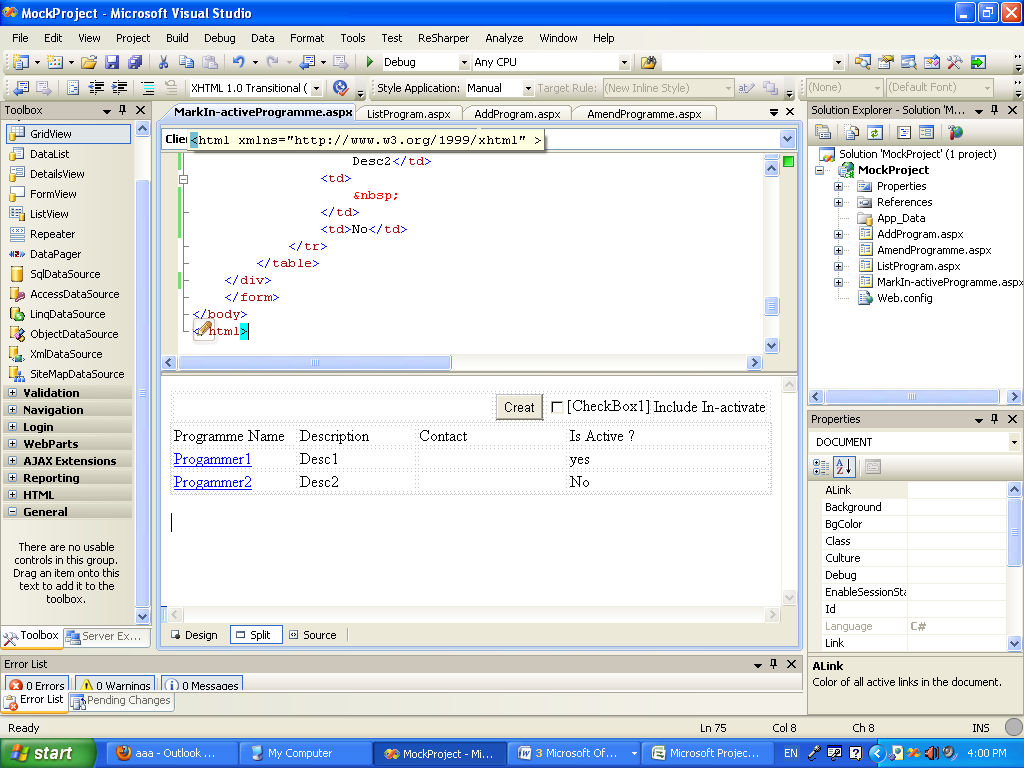 MockProject - Microsoft Visual Studio
File Edit View Project Build Debug Data Format Tools Test ReSharper Analyze Window Help
Debug Any CPU
XHTML 1.0 Transitional ( Style Application: Manual Target Rule: (New Inline Style) (None) (Default Font)
Toolbox
GridView
DataList
DetailsView
FormView
ListView
Repeater
DataPager
SqlDataSource
AccessDataSource
LinqDataSource
ObjectDataSource
XmlDataSource
SiteMapDataSource
Validation
Navigation
Login
WebParts
AJAX Extensions
Reporting
HTML
General
There are no usable
controls in this group.
Drag an item onto this
text to add it to the
toolbox.
Toolbox Server Ex...
MarkIn-activeProgramme.aspx ListProgram.aspx AddProgram.aspx AmendProgramme.aspx
Clie
<html xmlns="http://www.w3.org/1999/xhtml" >
Desc2</td>
<td>
&nbsp;
</td>
<td>No</td>
</tr>
</table>
</div>
</form>
</body>
</html>
Creat [CheckBox1] Include In-activate
Programme Name Description Contact Is Active ?
Progammer1 Desc1 yes
Progammer2 Desc2 No
Design Split Source
Solution Explorer - Solution 'M...
Solution 'MockProject' (1 project)
MockProject
Properties
References
App_Data
AddProgram.aspx
AmendProgramme.aspx
ListProgram.aspx
MarkIn-activeProgramme.aspx
Web.config
Properties
DOCUMENT
ALink
Background
BgColor
Class
Culture
Debug
EnableSessionSta
Id
Language C#
Link
ALink
Color of all active links in the document.
Error List
0 Errors 0 Warnings 0 Messages
Error List Pending Changes
Ready Ln 75 Col 8 Ch 8 INS
start aaa - Outlook ... My Computer MockProject - Mi... 3 Microsoft Of... Microsoft Projec... EN 4:00 PM